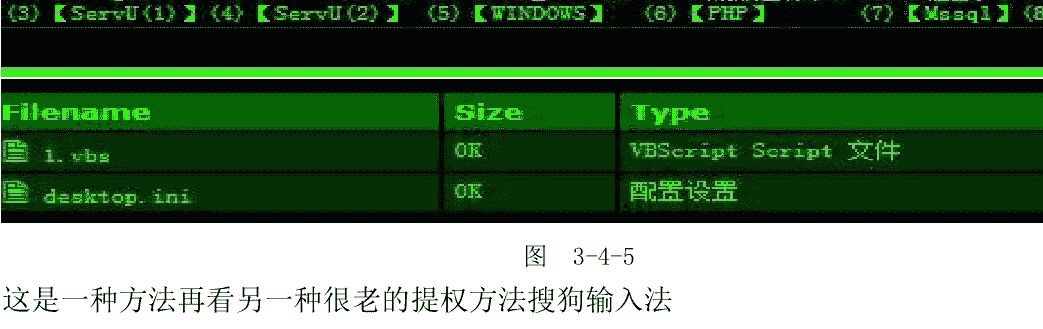 (3)【ServU(1)】(4)【ServU(2)】 (5)【WINDOWS】 (6)【PHP】 (7)【Mssql】(8
Filename Size Type
1.vbs 0K VBScript Script 文件
desktop.ini 0K 配置设置
图 3-4-5
这是一种方法再看另一种很老的提权方法搜狗输入法